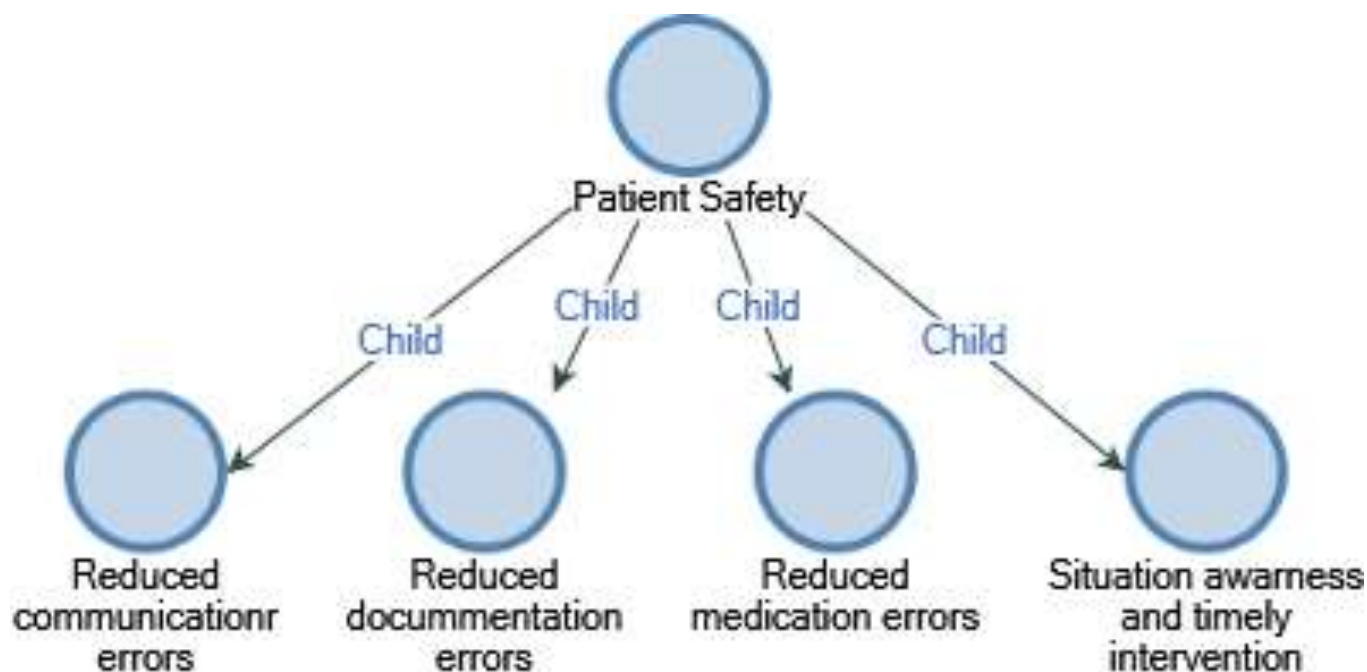 Patient Safety
Child
Child
Child
Child
Reduced
communicationr
errors
Reduced
docummentation
errors
Reduced
medication errors
Situation awarness
and timely
intervention